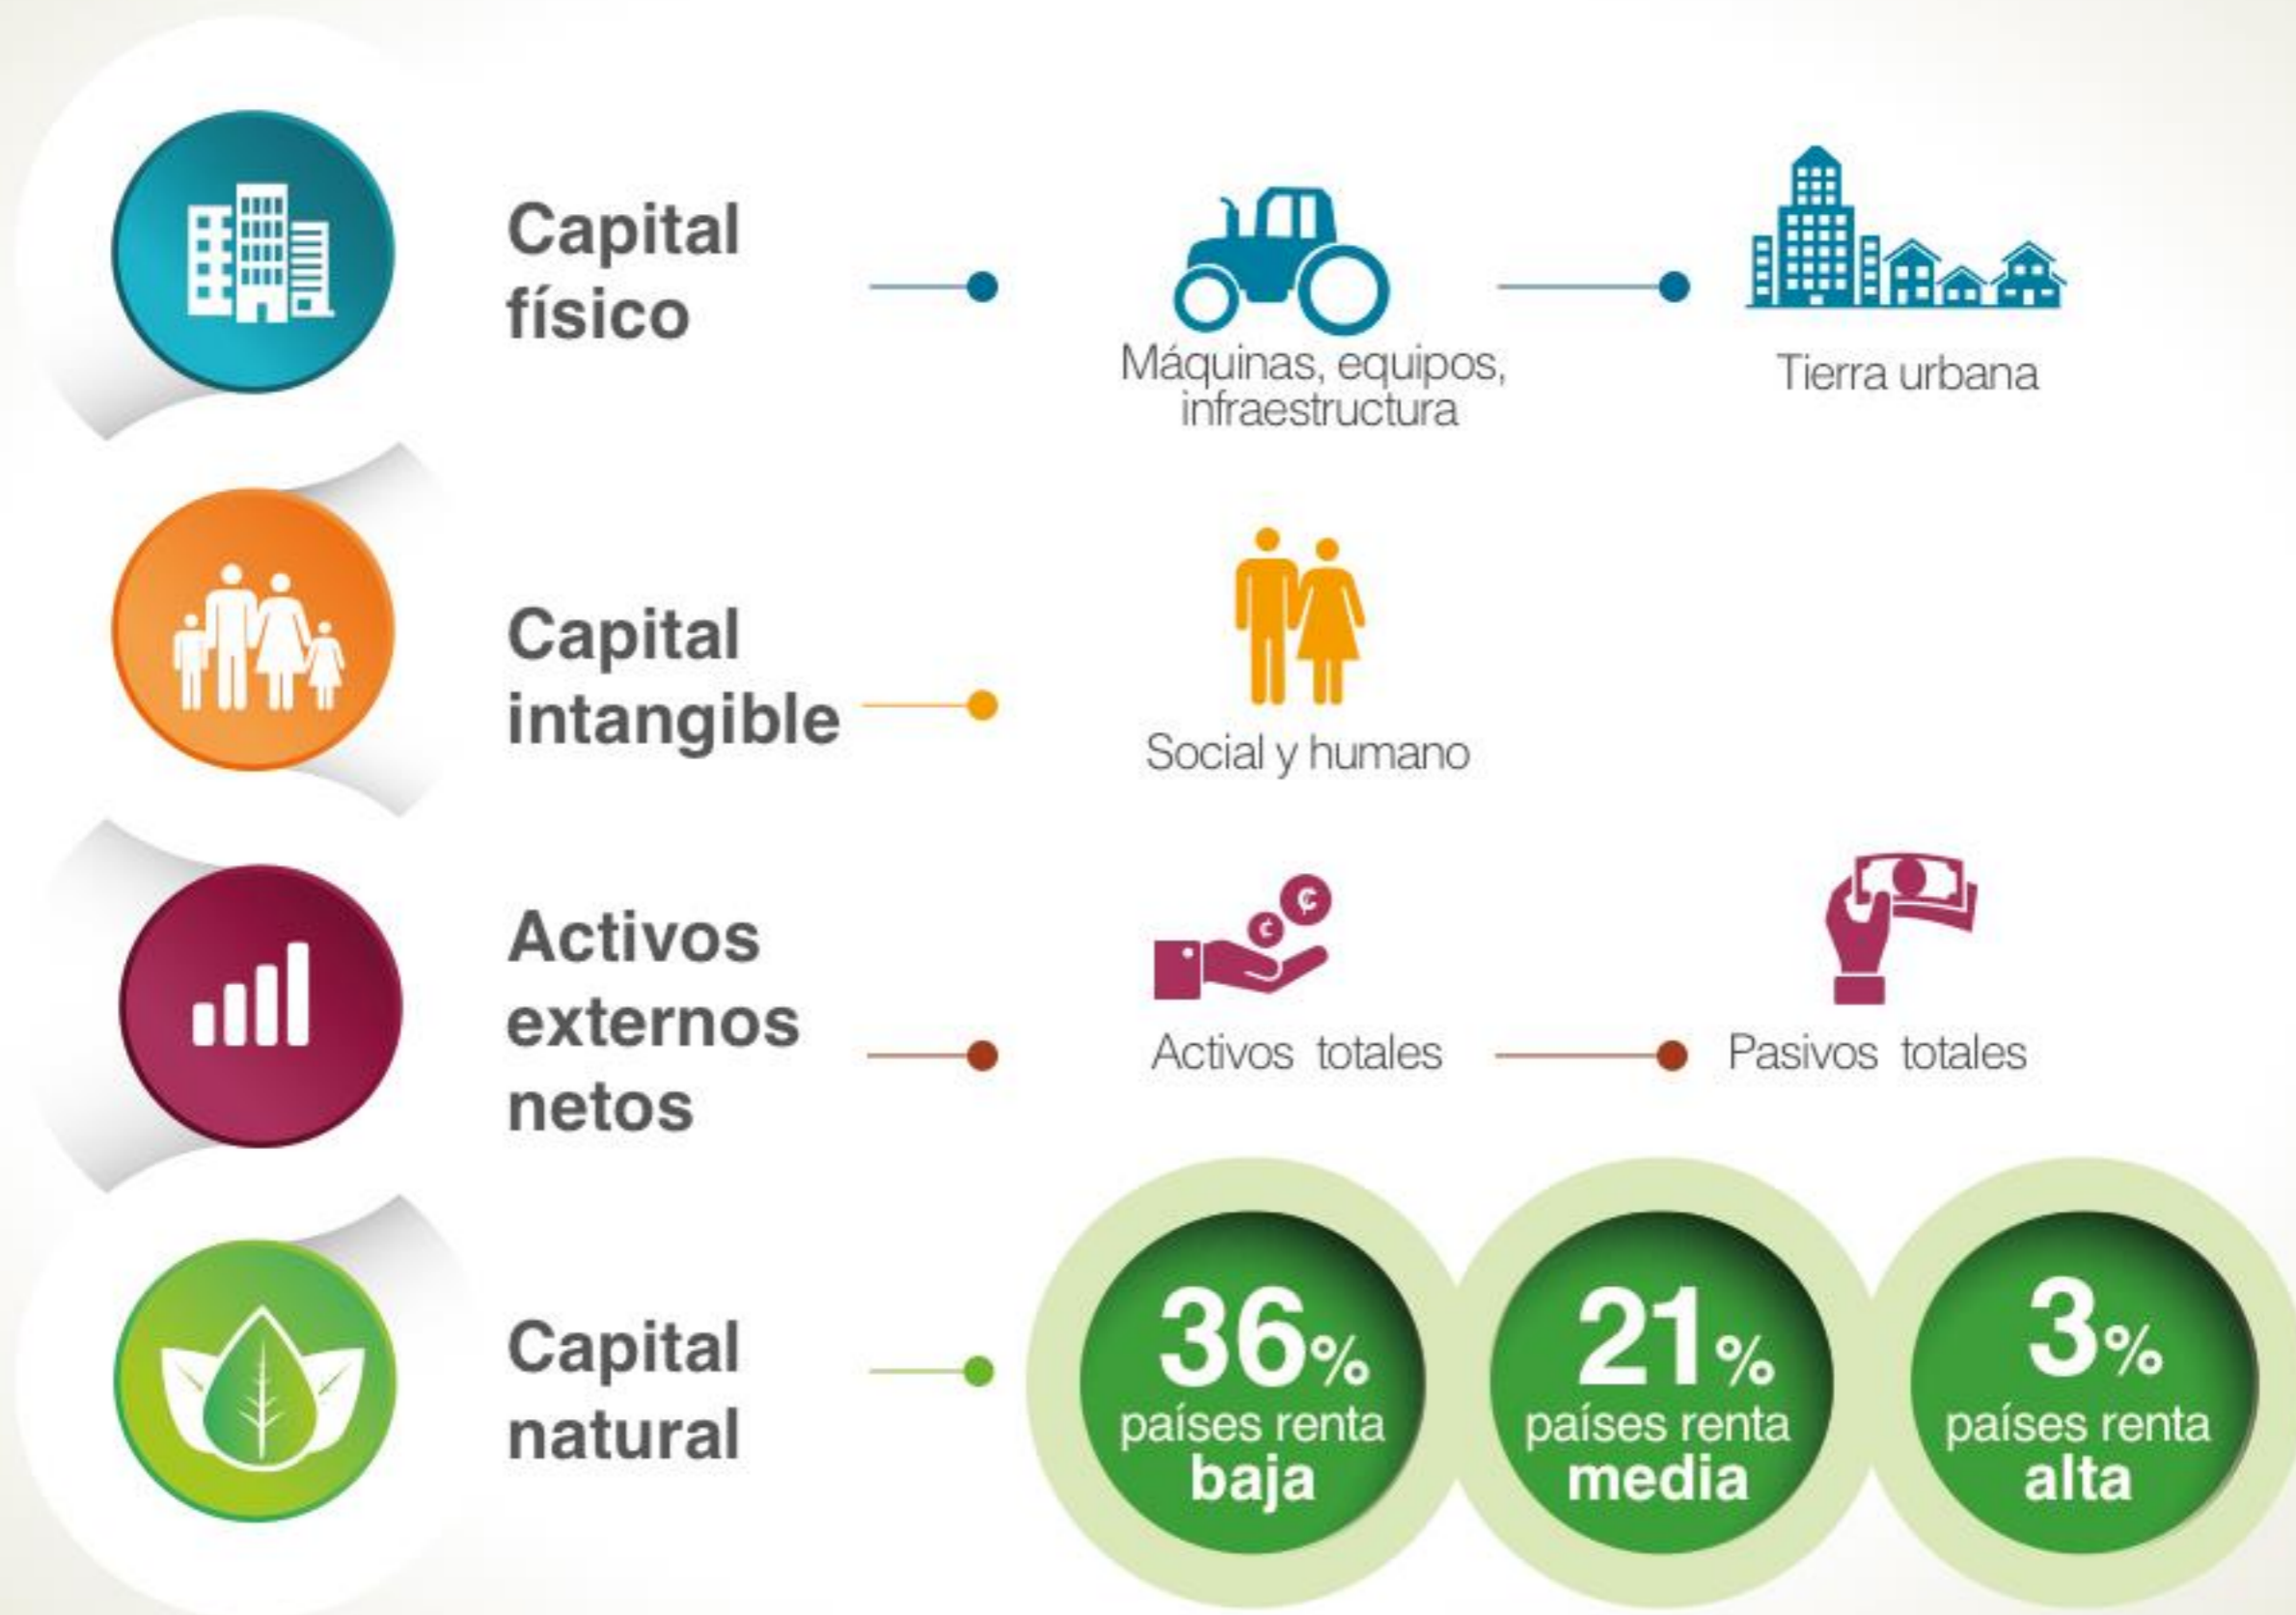 Capital
físico
Máquinas, equipos,
infraestructura
Tierra urbana
Capital
intangible
Social y humano
Activos
externos
netos
₵
₵
Activos totales
Pasivos totales
Capital
natural
36%
países renta
baja
21%
países renta
media
3%
países renta
alta